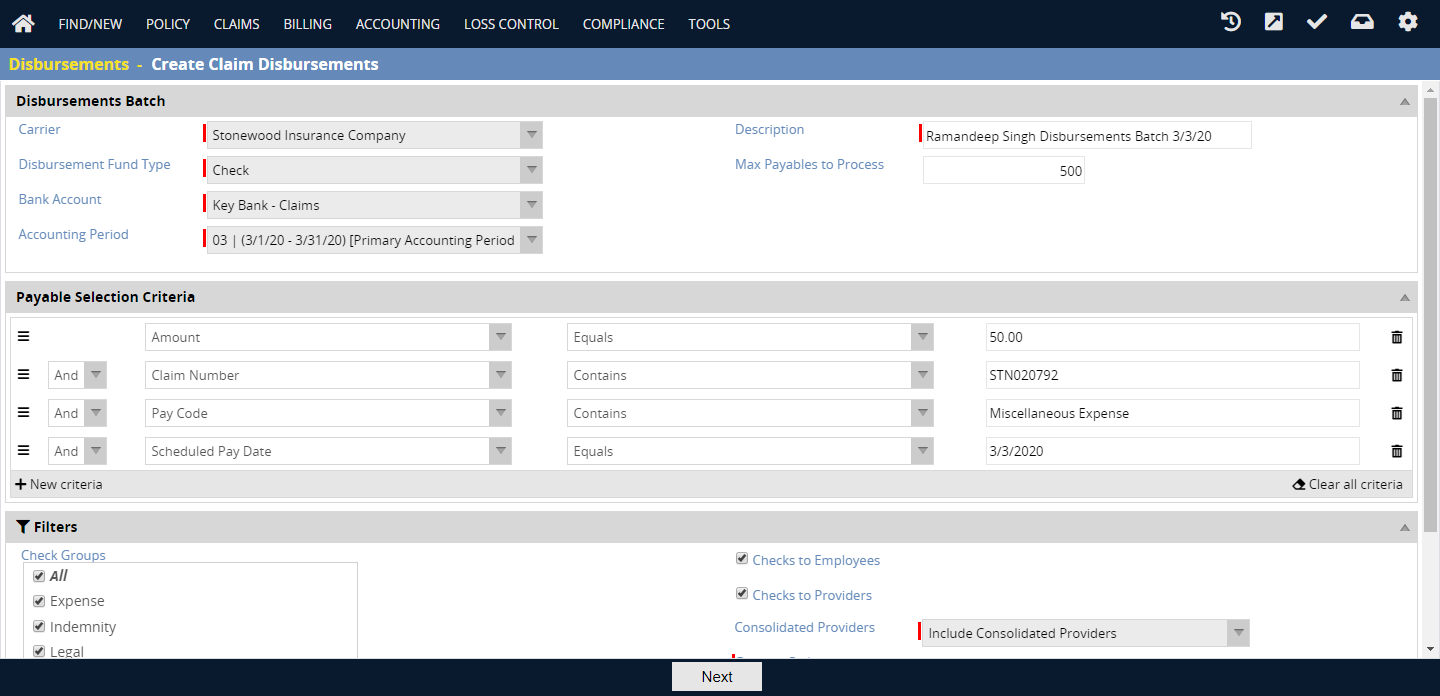 FIND/NEW POLICY CLAIMS BILLING ACCOUNTING LOSS CONTROL COMPLIANCE TOOLS
Disbursements - Create Claim Disbursements
Disbursements Batch
Carrier Stonewood Insurance Company Description Ramandeep Singh Disbursements Batch 3/3/20
Disbursement Fund Type Check Max Payables to Process 500
Bank Account Key Bank - Claims
Accounting Period 03 | (3/1/20 - 3/31/20) [Primary Accounting Period
Payable Selection Criteria
Amount Equals 50.00
And Claim Number Contains STN020792
And Pay Code Contains Miscellaneous Expense
And Scheduled Pay Date Equals 3/3/2020
New criteria Clear all criteria
Filters
Check Groups
All Checks to Employees
Expense Checks to Providers
Indemnity Consolidated Providers Include Consolidated Providers
Legal
Next